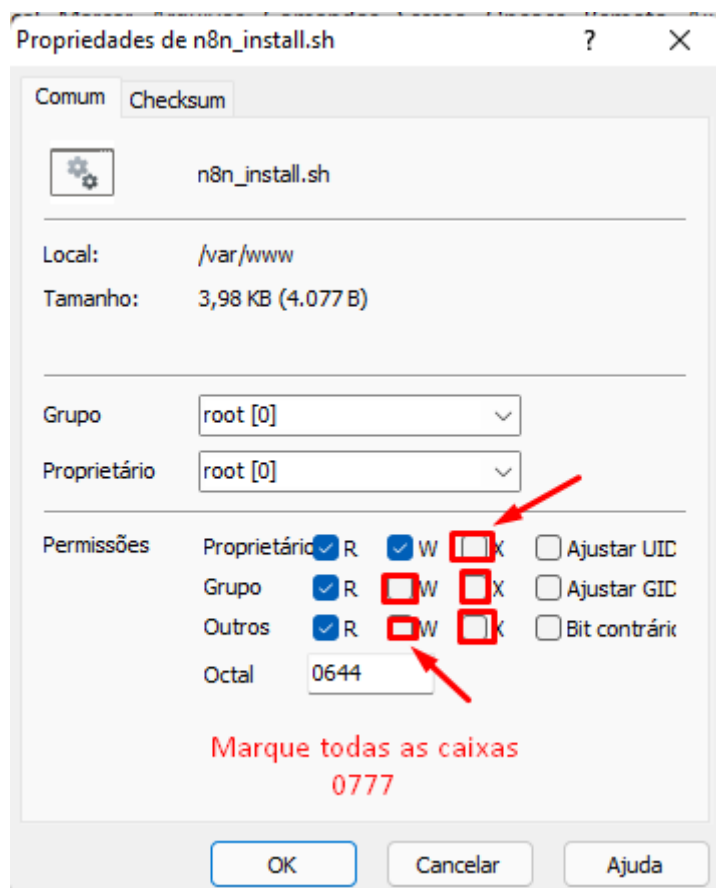 Propriedades de n8n_install.sh ? ×
Comum Checksum
n8n_install.sh
Local: /var/www
Tamanho: 3,98 KB (4.077 B)
Grupo root [0]
Proprietário root [0]
Permissões Proprietário R W X Ajustar UID
Grupo R W X Ajustar GID
Outros R W X Bit contrário
Octal 0644
Marque todas as caixas
0777
OK Cancelar Ajuda